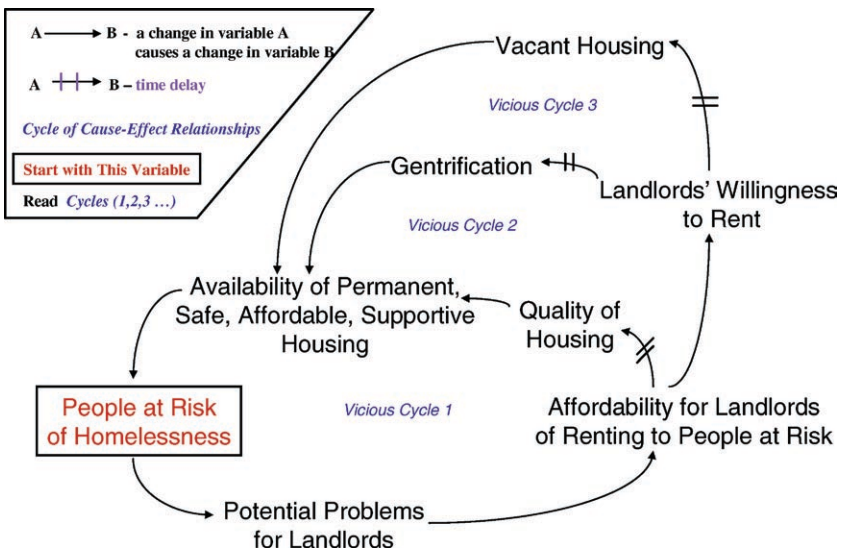 A B - a change in variable A
causes a change in variable B
A B – time delay
Cycle of Cause-Effect Relationships
Start with This Variable
Read Cycles (1,2,3 ...)
Vacant Housing
Vicious Cycle 3
Gentrification
Landlords’ Willingness
to Rent
Vicious Cycle 2
Availability of Permanent,
Safe, Affordable, Supportive
Housing
Quality of
Housing
People at Risk
of Homelessness
Vicious Cycle 1
Affordability for Landlords
of Renting to People at Risk
Potential Problems
for Landlords